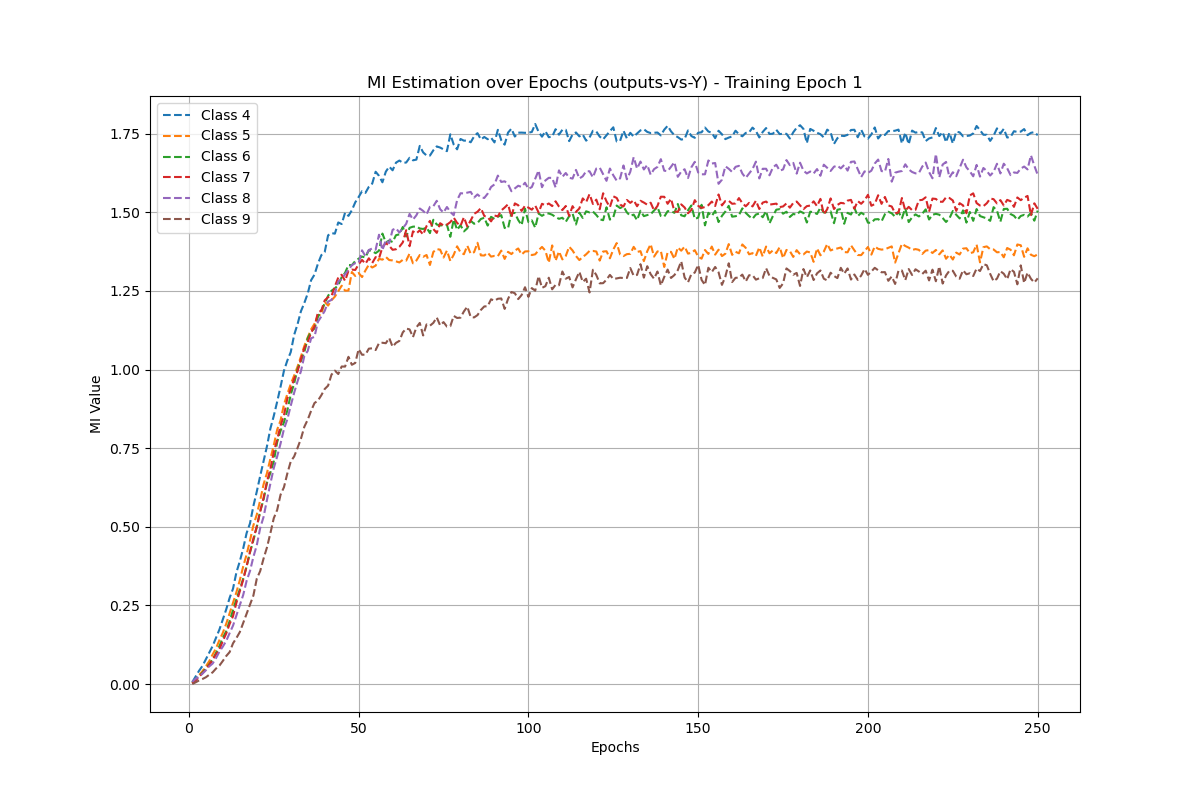 MI Estimation over Epochs (outputs-vs-Y) - Training Epoch 1
Class 4
Class 5
Class 6
Class 7
Class 8
Class 9
MI Value
1.75
1.50
1.25
1.00
0.75
0.50
0.25
0.00
0
50
100
150
200
250
Epochs